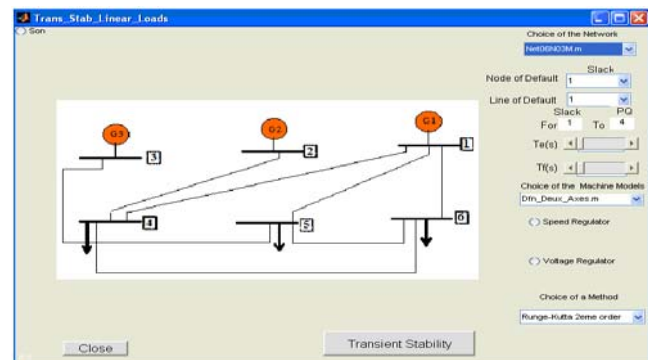 Trans_Stab_Linear_Loads
Son
Choice of the Network
Net06N03M.m
Slack
Node of Default 1
Line of Default 1
Slack PQ
For 1 To 4
Te(s)
Tf(s)
Choice of the Machine Models
Dfn_Deux_Axes.m
Speed Regulator
Voltage Regulator
Choice of a Method
Runge-Kutta 2eme order
G3
G2
G1
3
2
1
4
5
6
Close
Transient Stability